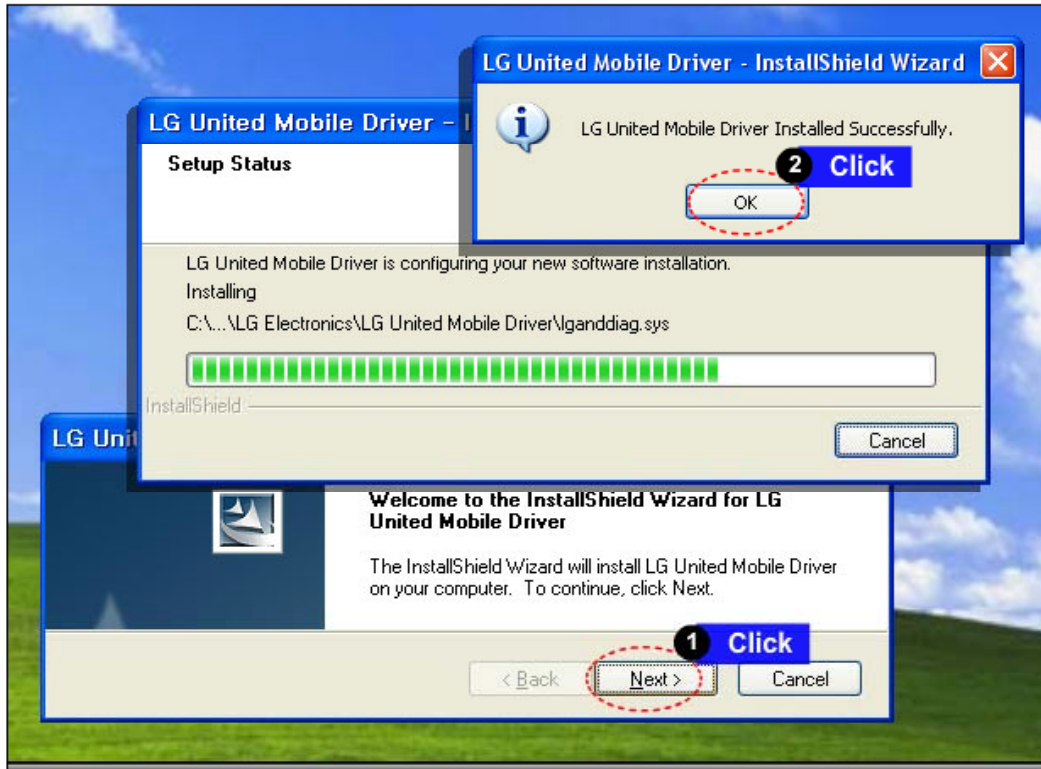 LG United Mobile Driver - InstallShield Wizard
LG United Mobile Driver Installed Successfully.
2 Click
OK
LG United Mobile Driver - I
Setup Status
LG United Mobile Driver is configuring your new software installation.
Installing
C:\...\LG Electronics\LG United Mobile Driver\lganddiag.sys
InstallShield
Cancel
LG Unit
Welcome to the InstallShield Wizard for LG
United Mobile Driver
The InstallShield Wizard will install LG United Mobile Driver
on your computer. To continue, click Next.
1 Click
< Back
Next >
Cancel